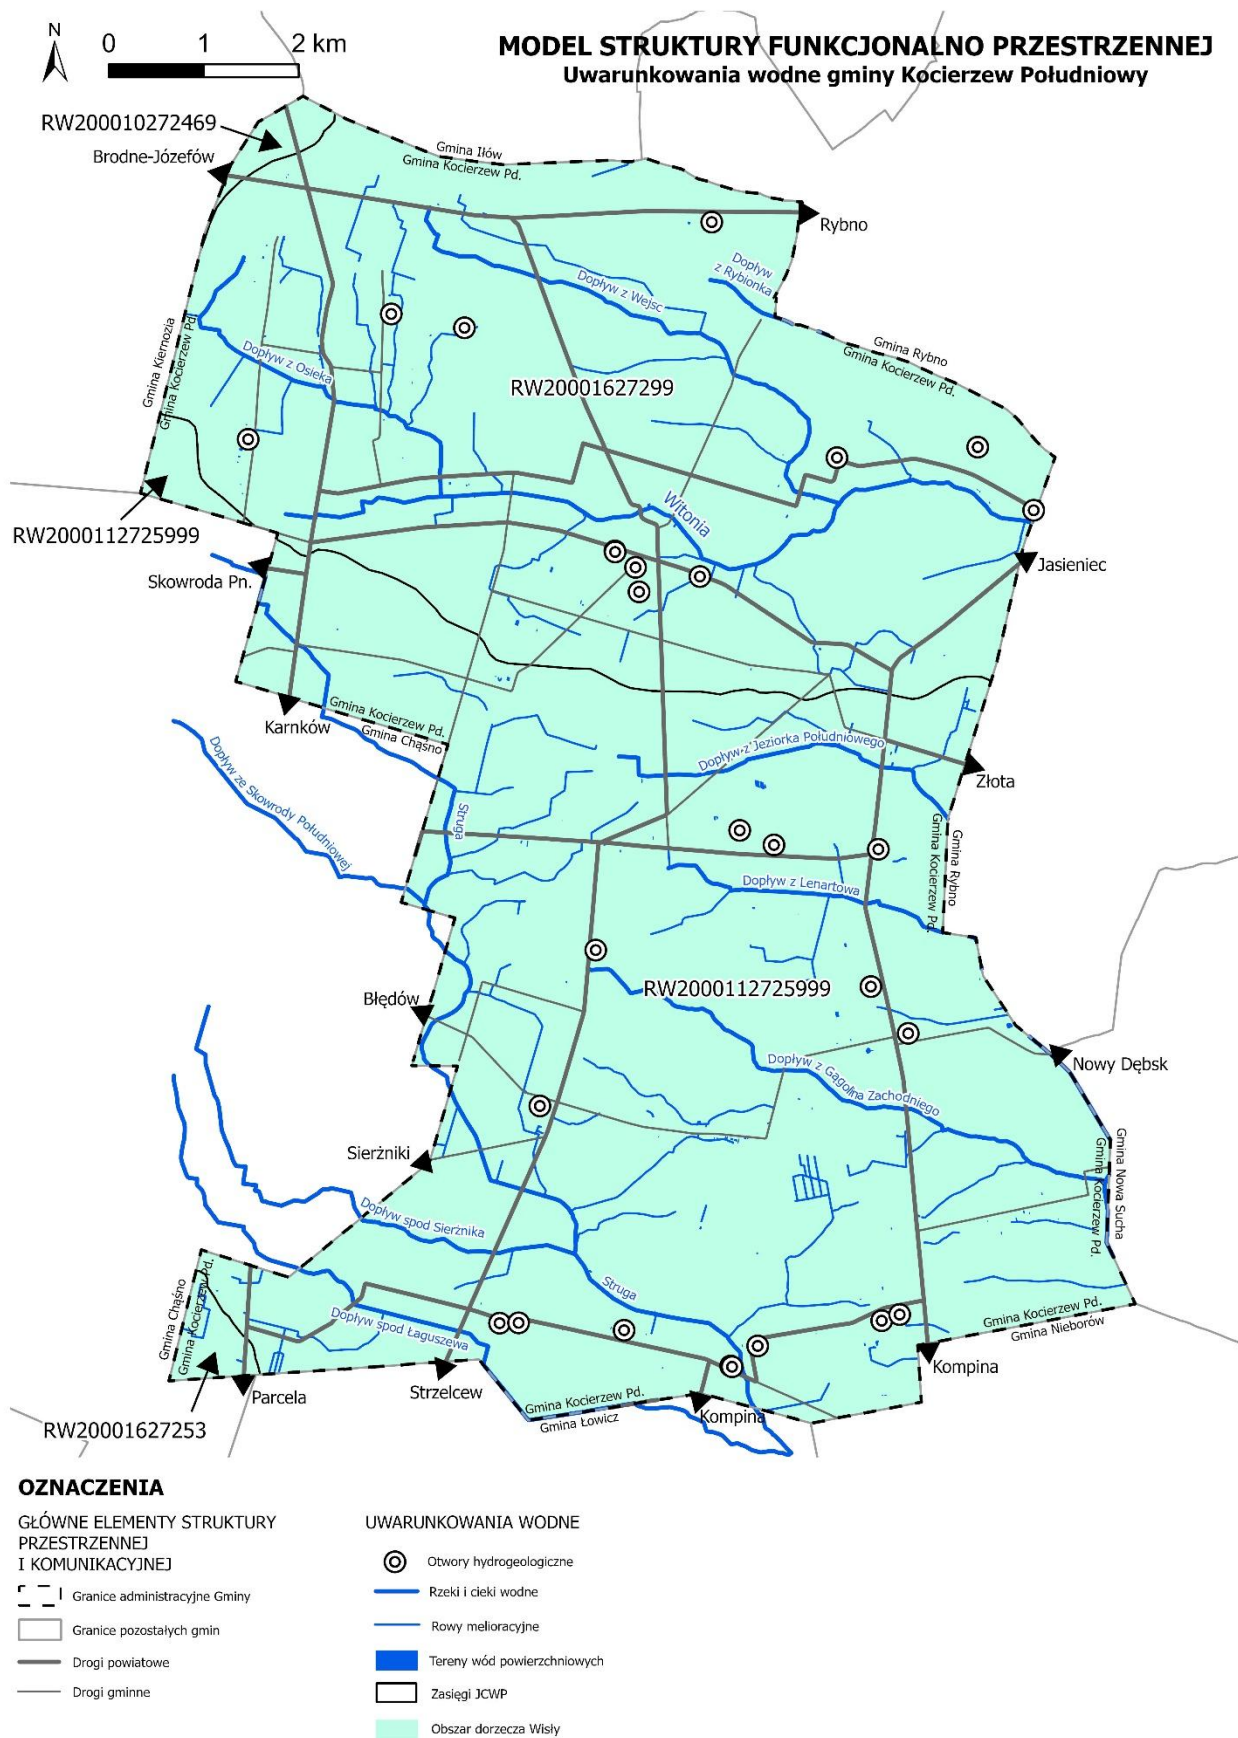 N
0 1 2 km
MODEL STRUKTURY FUNKCJONALNO PRZESTRZENNEJ
Uwarunkowania wodne gminy Kocierzew Południowy
RW200010272469
Brodne-Józefów
Gmina Iłów
Gmina Kocierzew Pd.
Rybno
Dopływ
z Rybionka
Dopływ z Wejsc
Gmina Kiernozia
Gmina Kocierzew Pd.
Dopływ z Osieka
Gmina Rybno
Gmina Kocierzew Pd.
RW20001627299
Witonia
RW2000112725999
Skowroda Pn.
Jasieniec
Karnków
Gmina Kocierzew Pd.
Gmina Chąśno
Dopływ ze Skowrody Południowej
Dopływ z Jeziorka Południowego
Złota
Struga
Gmina Kocierzew Pd.
Gmina Rybno
Dopływ z Lenartowa
Błędów
RW2000112725999
Nowy Dębsk
Dopływ z Gągolina Zachodniego
Sierżniki
Gmina Nowa Sucha
Gmina Kocierzew Pd.
Dopływ spod Sierżnika
Struga
Gmina Chąśno
Gmina Kocierzew Pd.
Dopływ spod Łaguszewa
Gmina Kocierzew Pd.
Gmina Nieborów
Kompina
Parcela
Strzelcew
Gmina Kocierzew Pd.
Gmina Łowicz
Kompina
RW20001627253
OZNACZENIA
GŁÓWNE ELEMENTY STRUKTURY
PRZESTRZENNEJ
I KOMUNIKACYJNEJ
Granice administracyjne Gminy
Granice pozostałych gmin
Drogi powiatowe
Drogi gminne
UWARUNKOWANIA WODNE
Otwory hydrogeologiczne
Rzeki i cieki wodne
Rowy melioracyjne
Tereny wód powierzchniowych
Zasięgi JCWP
Obszar dorzecza Wisły